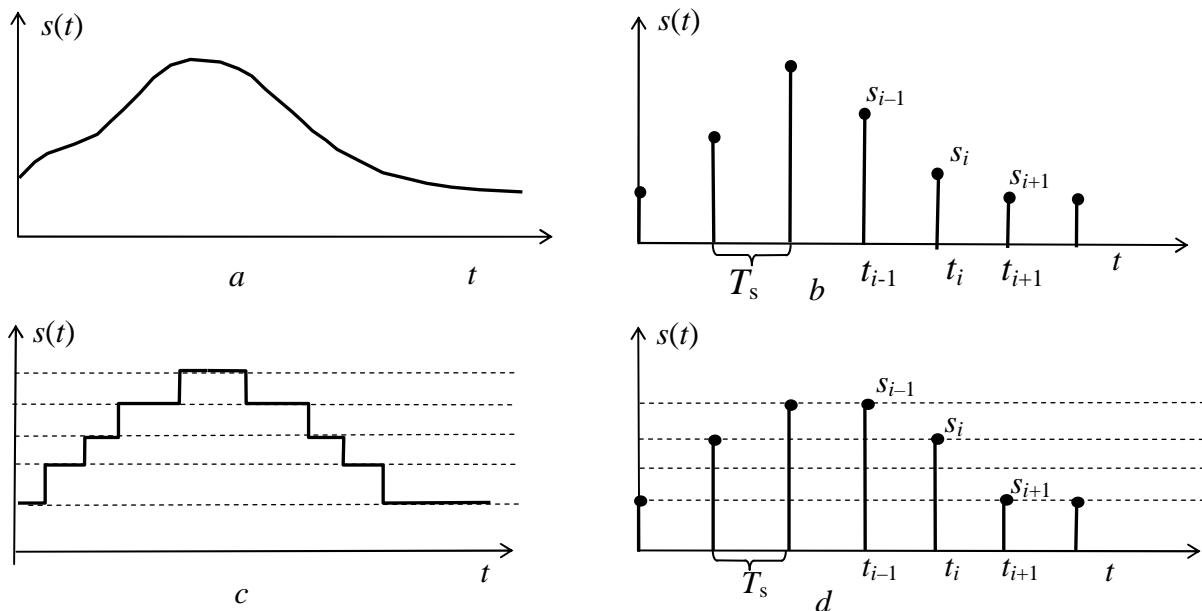 s(t)
t
a
s(t)
s_{i–1}
s_i
s_{i+1}
T_s
t_{i-1}
t_i
t_{i+1}
t
b
s(t)
t
c
s(t)
s_{i–1}
s_i
s_{i+1}
T_s
t_{i–1}
t_i
t_{i+1}
t
d